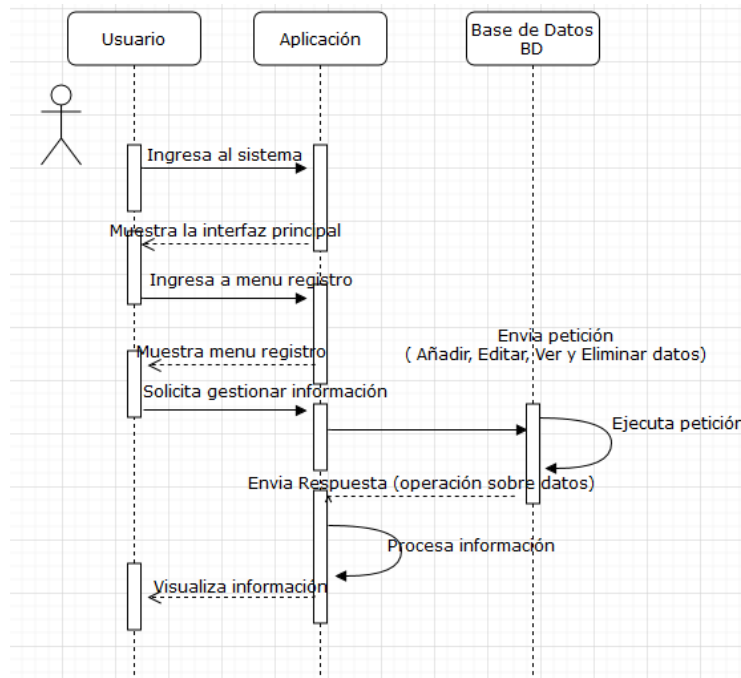 Usuario
Aplicación
Base de Datos
BD
Ingresa al sistema
Muestra la interfaz principal
Ingresa a menu registro
Envia petición
( Añadir, Editar, Ver y Eliminar datos)
Muestra menu registro
Solicita gestionar información
Ejecuta petición
Envia Respuesta (operación sobre datos)
Procesa información
Visualiza información